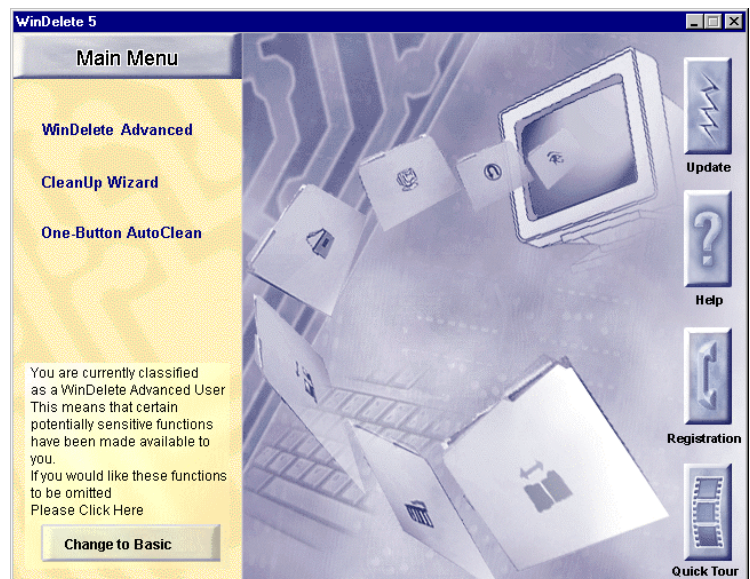 WinDelete 5
Main Menu
WinDelete Advanced
CleanUp Wizard
One-Button AutoClean
You are currently classified
as a WinDelete Advanced User
This means that certain
potentially sensitive functions
have been made available to
you.
If you would like these functions
to be omitted
Please Click Here
Change to Basic
Update
Help
Registration
Quick Tour